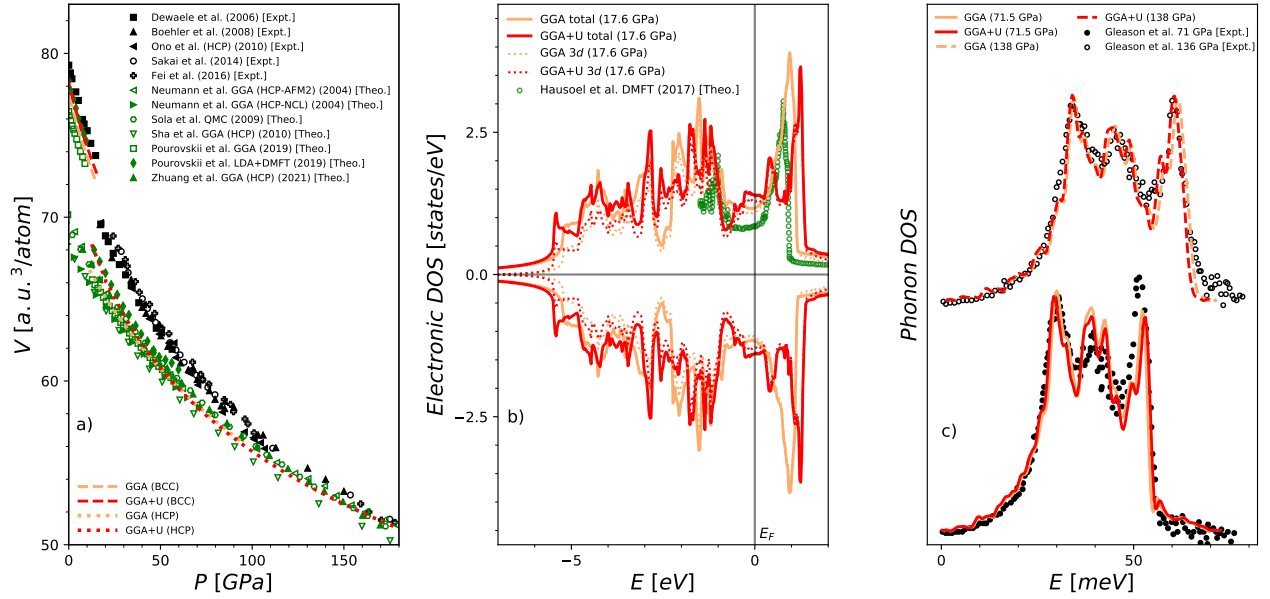 Dewaele et al. (2006) [Expt.]
Boehler et al. (2008) [Expt.]
Ono et al. (HCP) (2010) [Expt.]
Sakai et al. (2014) [Expt.]
Fei et al. (2016) [Expt.]
Neumann et al. GGA (HCP-AFM2) (2004) [Theo.]
Neumann et al. GGA (HCP-NCL) (2004) [Theo.]
Sola et al. QMC (2009) [Theo.]
Sha et al. GGA (HCP) (2010) [Theo.]
Pourovskii et al. GGA (2019) [Theo.]
Pourovskii et al. LDA+DMFT (2019) [Theo.]
Zhuang et al. GGA (HCP) (2021) [Theo.]
80
70
60
50
V [a. u. ³/atom]
a)
GGA (BCC)
GGA+U (BCC)
GGA (HCP)
GGA+U (HCP)
0
50
100
150
P [GPa]
GGA total (17.6 GPa)
GGA+U total (17.6 GPa)
GGA 3d (17.6 GPa)
GGA+U 3d (17.6 GPa)
Hausoel et al. DMFT (2017) [Theo.]
2.5
0.0
−2.5
Electronic DOS [states/eV]
b)
E_F
−5
0
E [eV]
GGA (71.5 GPa)
GGA+U (71.5 GPa)
GGA (138 GPa)
GGA+U (138 GPa)
Gleason et al. 71 GPa [Expt.]
Gleason et al. 136 GPa [Expt.]
Phonon DOS
c)
0
50
E [meV]